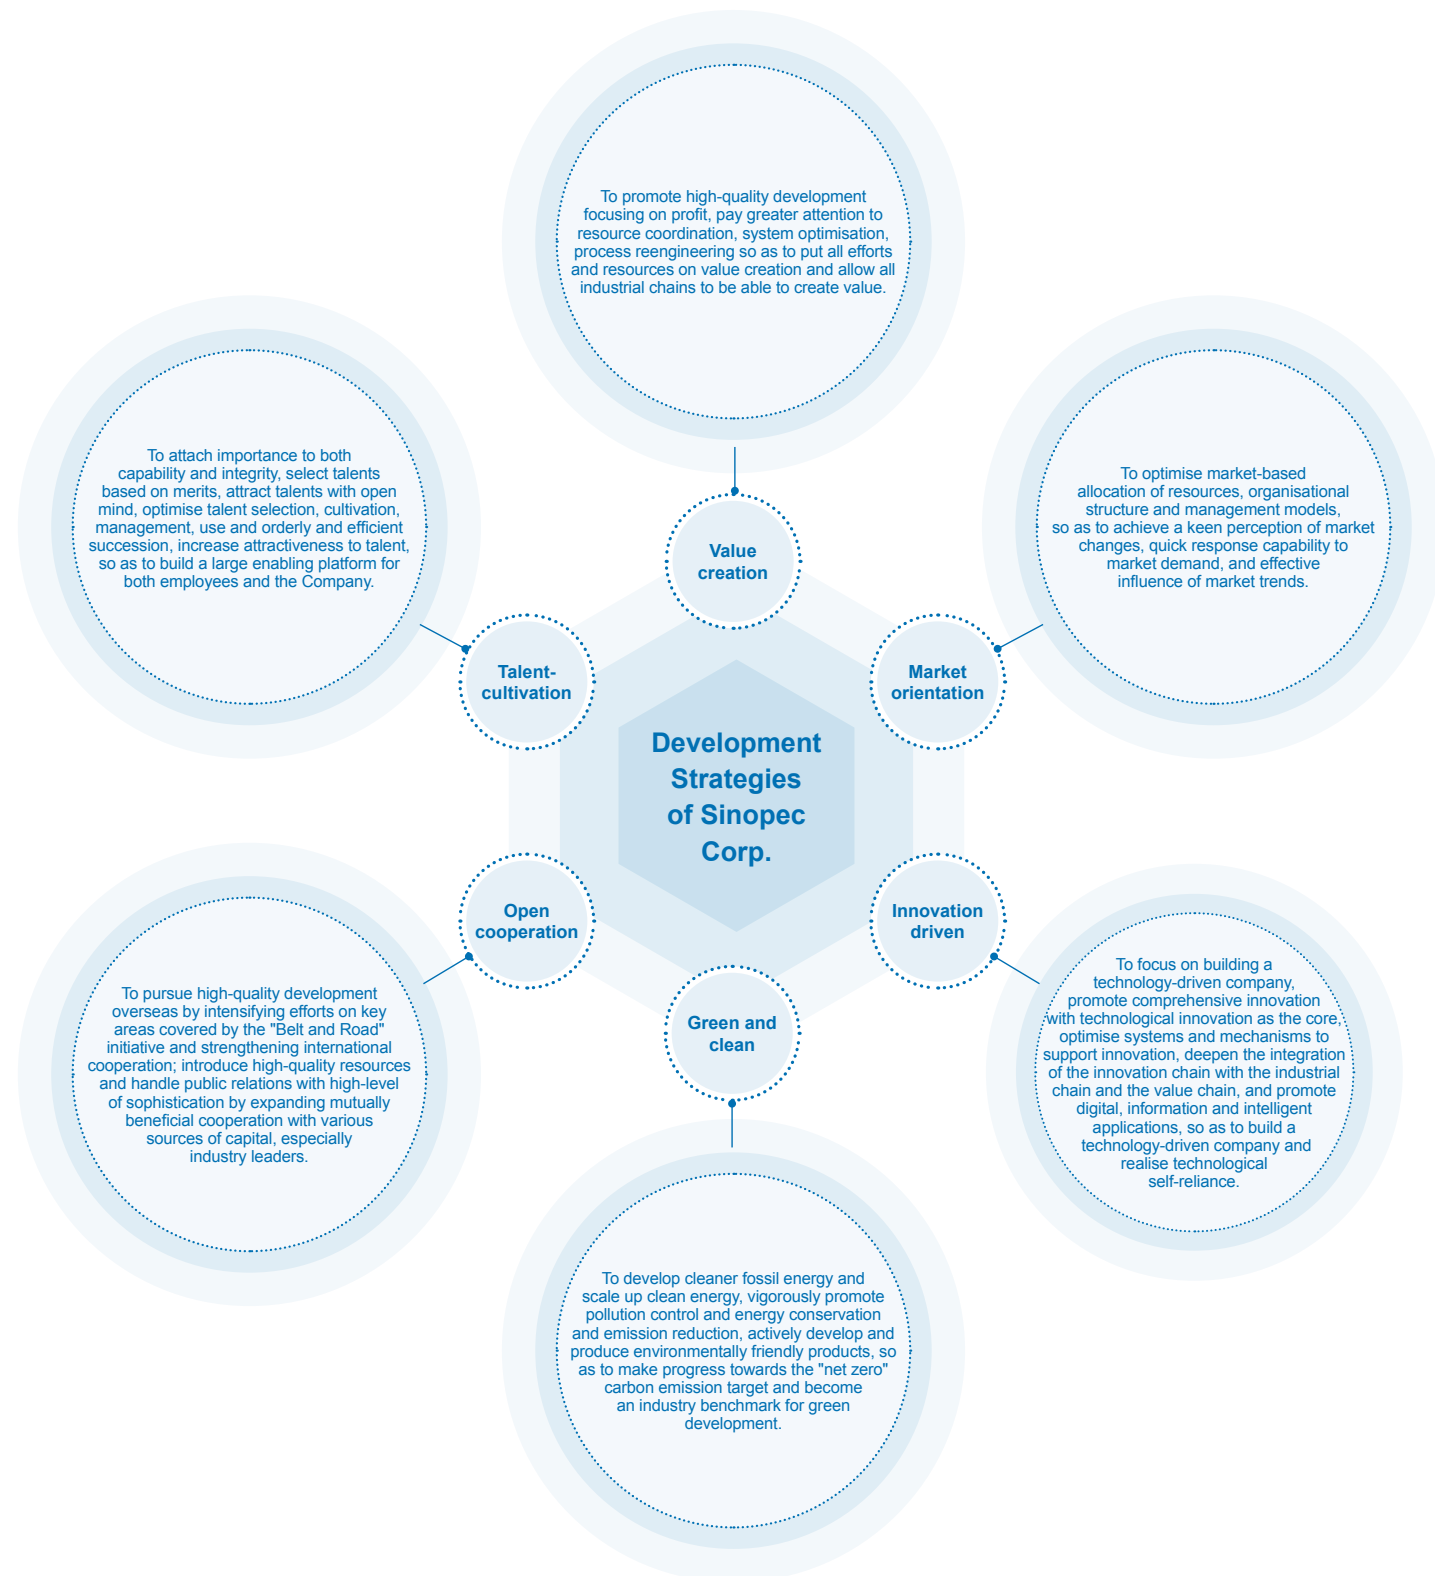 To promote high-quality development
focusing on profit, pay greater attention to
resource coordination, system optimisation,
process reengineering so as to put all efforts
and resources on value creation and allow all
industrial chains to be able to create value.
Value
creation
To attach importance to both
capability and integrity, select talents
based on merits, attract talents with open
mind, optimise talent selection, cultivation,
management, use and orderly and efficient
succession, increase attractiveness to talent,
so as to build a large enabling platform for
both employees and the Company.
Talent-
cultivation
To optimise market-based
allocation of resources, organisational
structure and management models,
so as to achieve a keen perception of market
changes, quick response capability to
market demand, and effective
influence of market trends.
Market
orientation
Development
Strategies
of Sinopec
Corp.
Open
cooperation
To pursue high-quality development
overseas by intensifying efforts on key
areas covered by the "Belt and Road"
initiative and strengthening international
cooperation; introduce high-quality resources
and handle public relations with high-level
of sophistication by expanding mutually
beneficial cooperation with various
sources of capital, especially
industry leaders.
Innovation
driven
To focus on building a
technology-driven company,
promote comprehensive innovation
with technological innovation as the core,
optimise systems and mechanisms to
support innovation, deepen the integration
of the innovation chain with the industrial
chain and the value chain, and promote
digital, information and intelligent
applications, so as to build a
technology-driven company and
realise technological
self-reliance.
Green and
clean
To develop cleaner fossil energy and
scale up clean energy, vigorously promote
pollution control and energy conservation
and emission reduction, actively develop and
produce environmentally friendly products, so
as to make progress towards the "net zero"
carbon emission target and become
an industry benchmark for green
development.